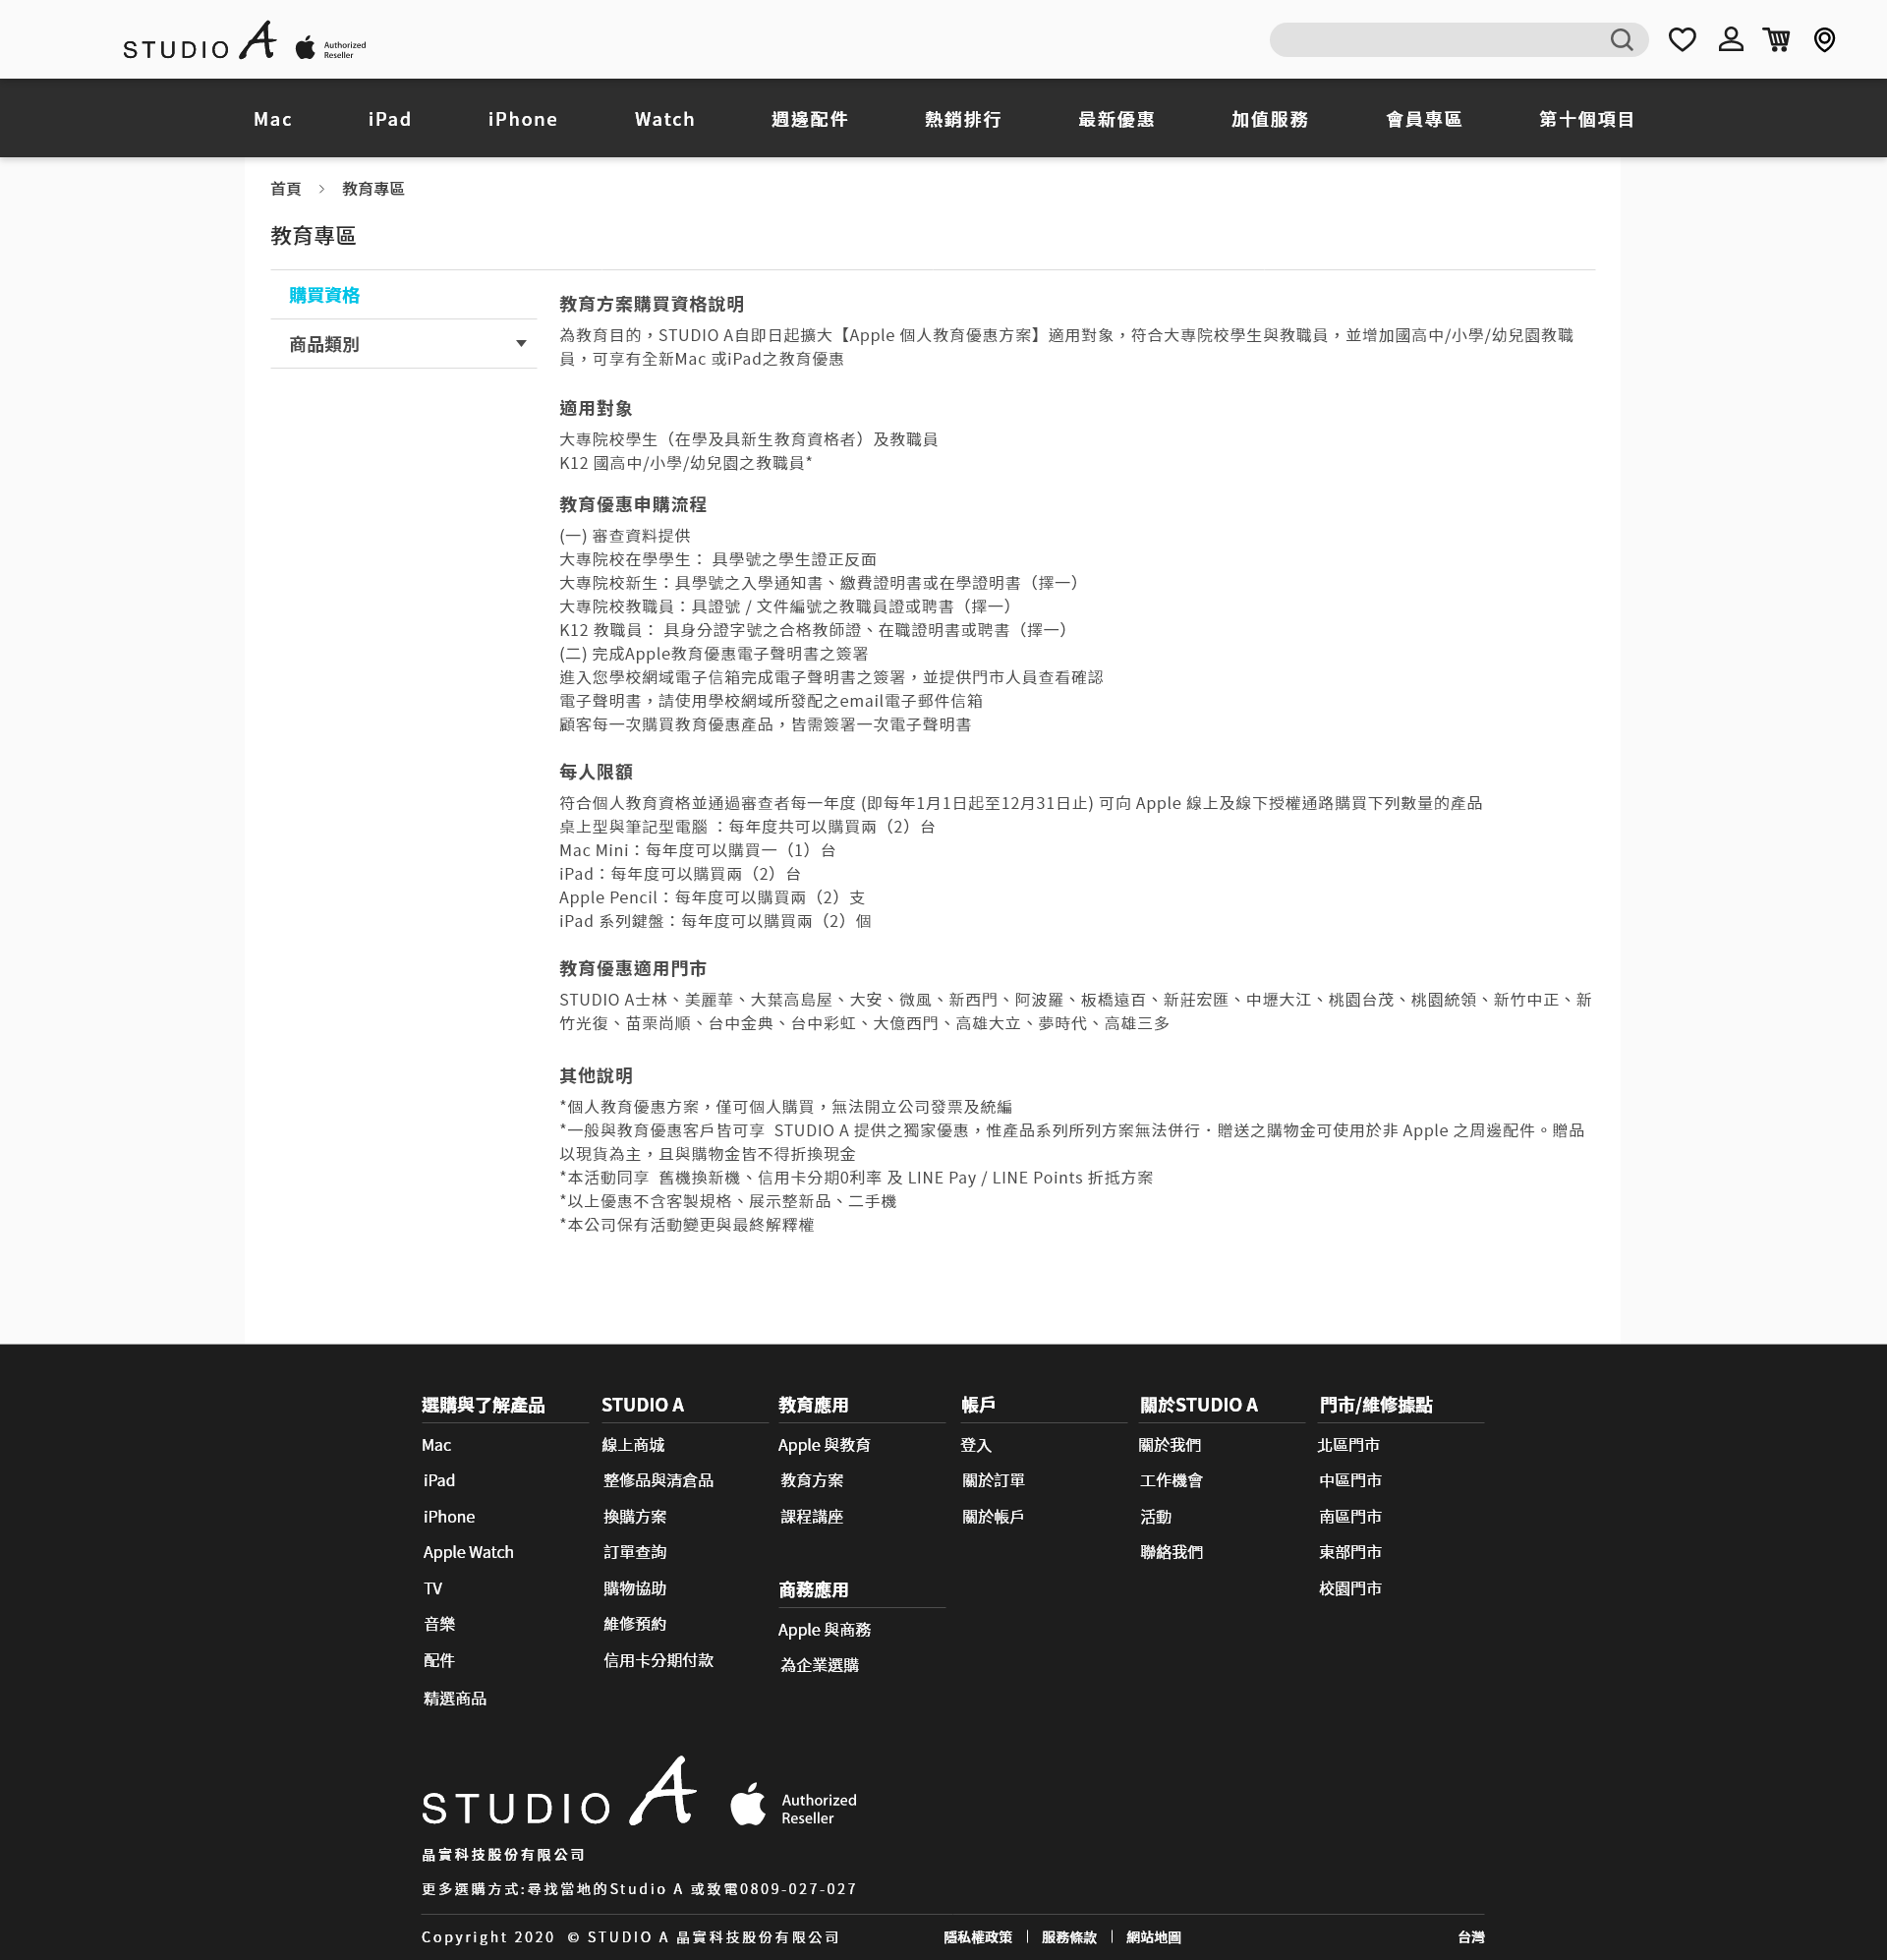 STUDIO A Authorized
Reseller
Mac iPad iPhone Watch 週邊配件 熱銷排行 最新優惠 加值服務 會員專區 第十個項目
首頁 > 教育專區
教育專區
購買資格
商品類別
教育方案購買資格說明
為教育目的，STUDIO A自即日起擴大【Apple 個人教育優惠方案】適用對象，符合大專院校學生與教職員，並增加國高中/小學/幼兒園教職
員，可享有全新Mac 或iPad之教育優惠
適用對象
大專院校學生（在學及具新生教育資格者）及教職員
K12 國高中/小學/幼兒園之教職員*
教育優惠申購流程
(一) 審查資料提供
大專院校在學學生： 具學號之學生證正反面
大專院校新生：具學號之入學通知書、繳費證明書或在學證明書（擇一）
大專院校教職員：具證號 / 文件編號之教職員證或聘書（擇一）
K12 教職員： 具身分證字號之合格教師證、在職證明書或聘書（擇一）
(二) 完成Apple教育優惠電子聲明書之簽署
進入您學校網域電子信箱完成電子聲明書之簽署，並提供門市人員查看確認
電子聲明書，請使用學校網域所發配之email電子郵件信箱
顧客每一次購買教育優惠產品，皆需簽署一次電子聲明書
每人限額
符合個人教育資格並通過審查者每一年度 (即每年1月1日起至12月31日止) 可向 Apple 線上及線下授權通路購買下列數量的產品
桌上型與筆記型電腦 ：每年度共可以購買兩（2）台
Mac Mini：每年度可以購買一（1）台
iPad：每年度可以購買兩（2）台
Apple Pencil：每年度可以購買兩（2）支
iPad 系列鍵盤：每年度可以購買兩（2）個
教育優惠適用門市
STUDIO A士林、美麗華、大葉高島屋、大安、微風、新西門、阿波羅、板橋遠百、新莊宏匯、中壢大江、桃園台茂、桃園統領、新竹中正、新
竹光復、苗栗尚順、台中金典、台中彩虹、大億西門、高雄大立、夢時代、高雄三多
其他說明
*個人教育優惠方案，僅可個人購買，無法開立公司發票及統編
*一般與教育優惠客戶皆可享 STUDIO A 提供之獨家優惠，惟產品系列所列方案無法併行．贈送之購物金可使用於非 Apple 之周邊配件。贈品
以現貨為主，且與購物金皆不得折換現金
*本活動同享 舊機換新機、信用卡分期0利率 及 LINE Pay / LINE Points 折抵方案
*以上優惠不含客製規格、展示整新品、二手機
*本公司保有活動變更與最終解釋權
選購與了解產品
Mac
iPad
iPhone
Apple Watch
TV
音樂
配件
精選商品
STUDIO A
線上商城
整修品與清倉品
換購方案
訂單查詢
購物協助
維修預約
信用卡分期付款
教育應用
Apple 與教育
教育方案
課程講座
商務應用
Apple 與商務
為企業選購
帳戶
登入
關於訂單
關於帳戶
關於STUDIO A
關於我們
工作機會
活動
聯絡我們
門市/維修據點
北區門市
中區門市
南區門市
東部門市
校園門市
STUDIO A Authorized
Reseller
晶實科技股份有限公司
更多選購方式:尋找當地的Studio A 或致電0809-027-027
Copyright 2020 © STUDIO A 晶實科技股份有限公司 隱私權政策 | 服務條款 | 網站地圖 台灣